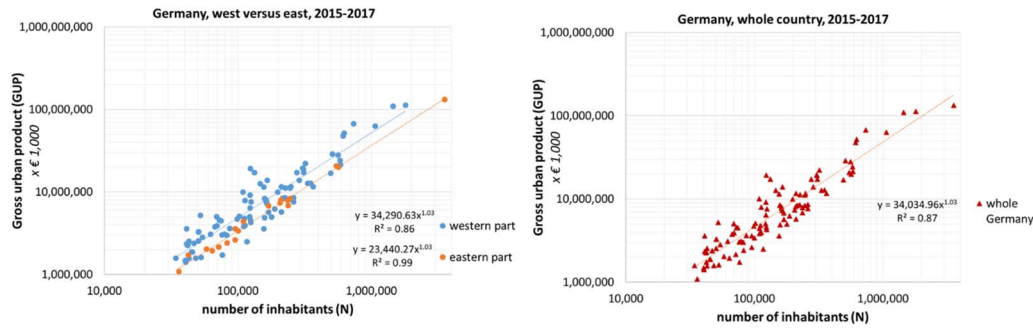 Germany, west versus east, 2015-2017
Gross urban product (GUP)
x € 1,000
1,000,000,000
100,000,000
10,000,000
1,000,000
10,000
100,000
1,000,000
number of inhabitants (N)
y = 34,290.63x^1.03
R² = 0.86
western part
y = 23,440.27x^1.03
R² = 0.99
eastern part
Germany, whole country, 2015-2017
Gross urban product (GUP)
x € 1,000
1,000,000,000
100,000,000
10,000,000
1,000,000
10,000
100,000
1,000,000
number of inhabitants (N)
y = 34,034.96x^1.03
R² = 0.87
whole
Germany